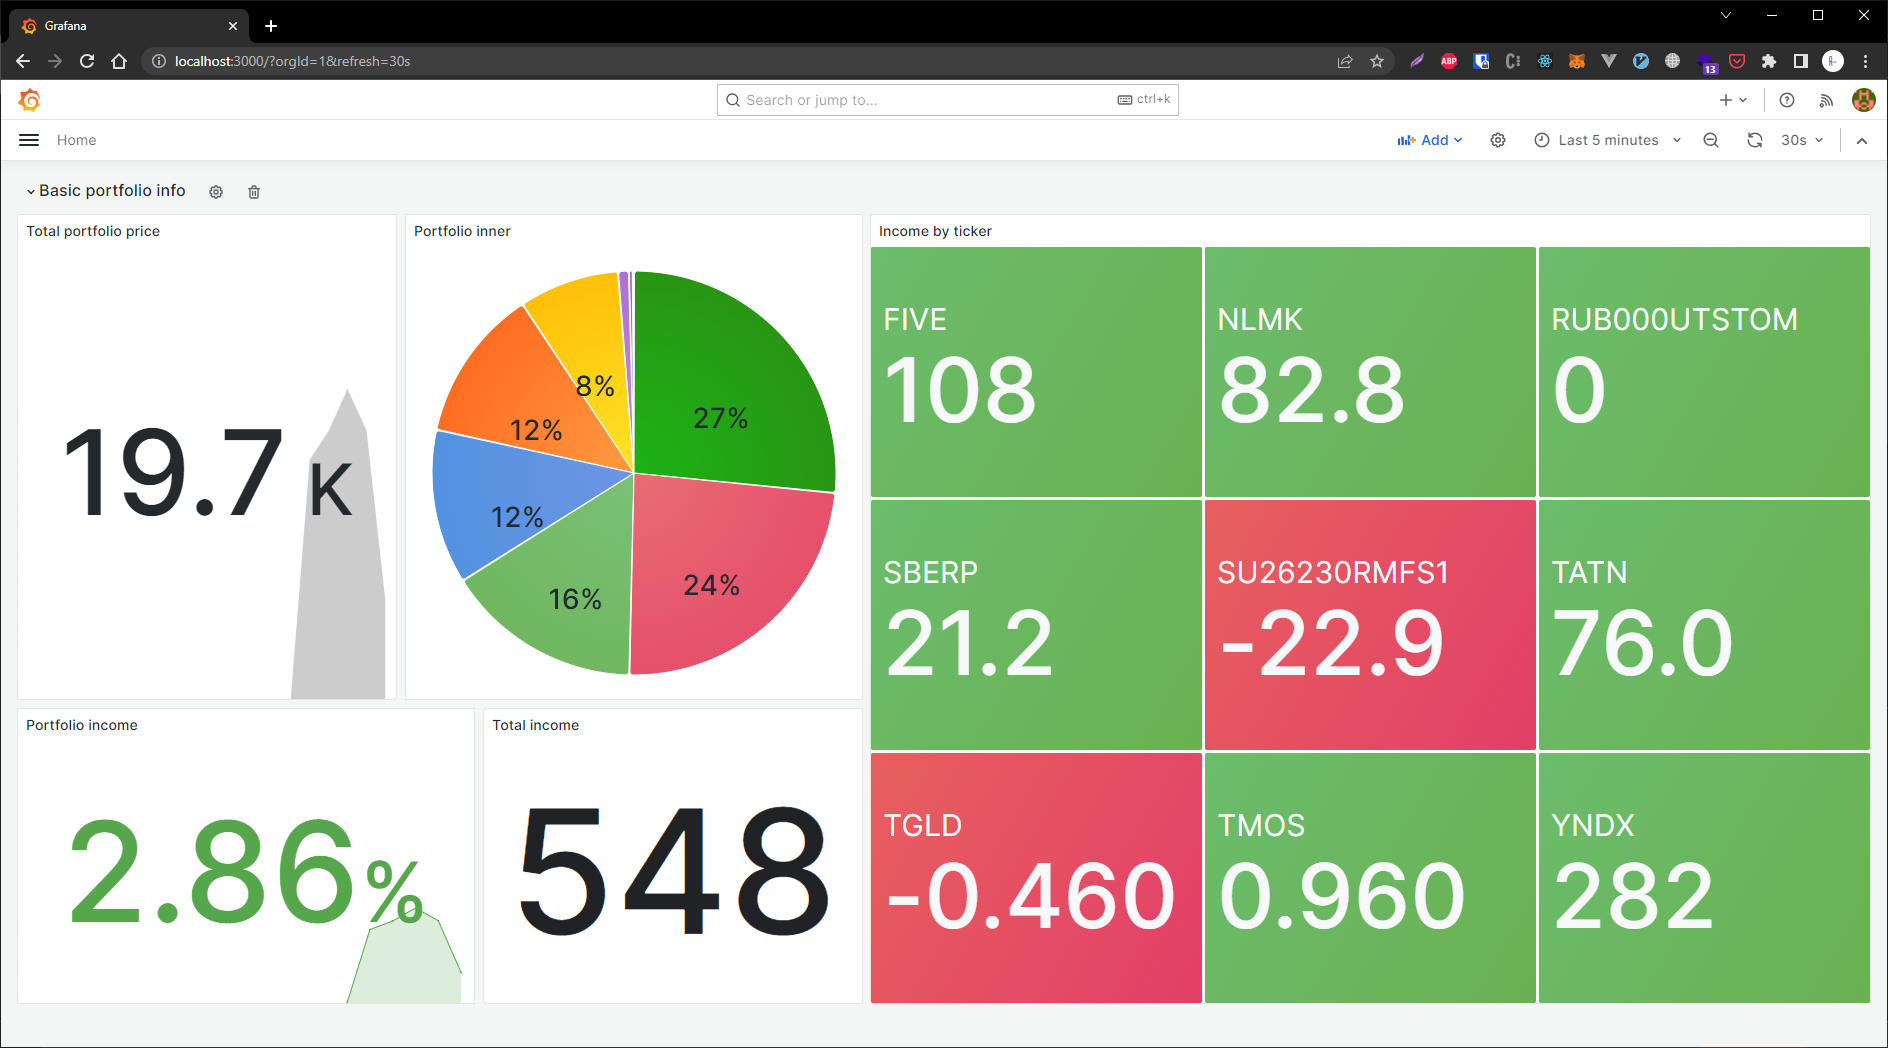 Grafana
localhost:3000/?orgId=1&refresh=30s
ABP
13
Search or jump to...
ctrl+k
Home
Add
Last 5 minutes
30s
Basic portfolio info
Total portfolio price
19.7 K
Portfolio inner
8%
27%
12%
12%
16%
24%
Income by ticker
FIVE
108
NLMK
82.8
RUB000UTSTOM
0
SBERP
21.2
SU26230RMFS1
-22.9
TATN
76.0
TGLD
-0.460
TMOS
0.960
YNDX
282
Portfolio income
2.86%
Total income
548